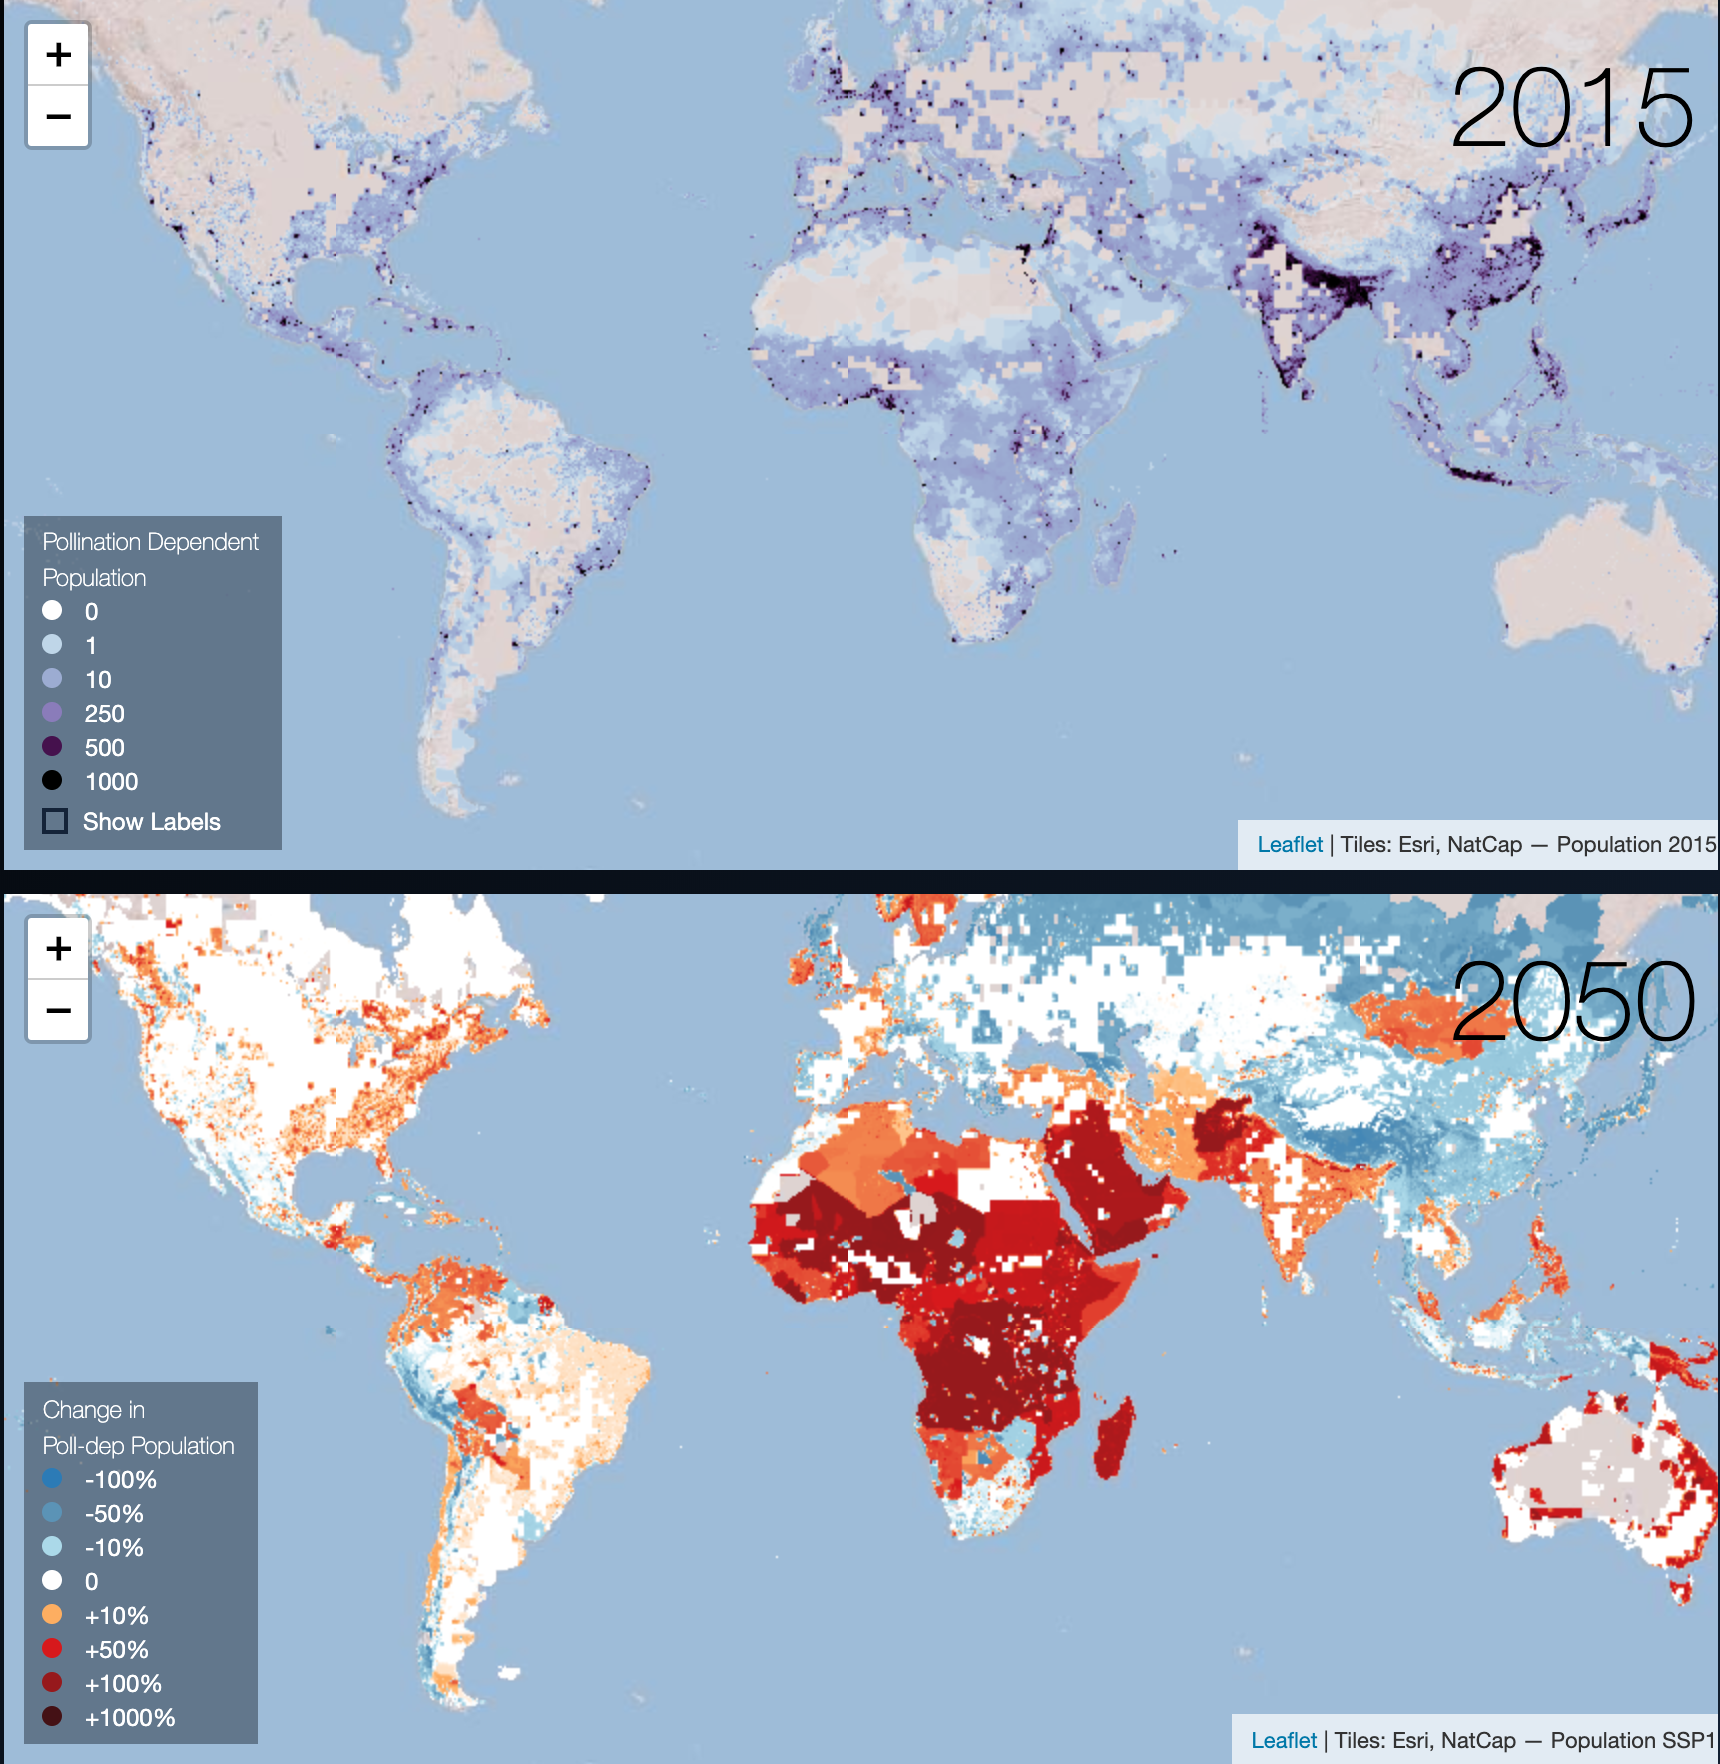 +
−
2015
Pollination Dependent
Population
0
1
10
250
500
1000
Show Labels
Leaflet | Tiles: Esri, NatCap — Population 2015
+
−
2050
Change in
Poll-dep Population
-100%
-50%
-10%
0
+10%
+50%
+100%
+1000%
Leaflet | Tiles: Esri, NatCap — Population SSP1